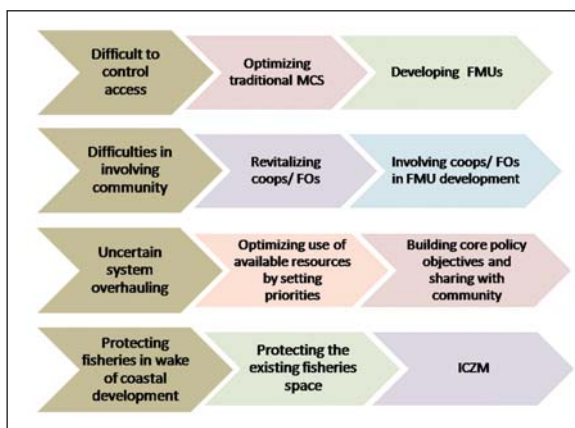 Difficult to
control
access
Optimizing
traditional MCS
Developing FMUs
Difficulties in
involving
community
Revitalizing
coops/ FOs
Involving coops/ FOs
in FMU development
Uncertain
system
overhauling
Optimizing use of
available resources
by setting
priorities
Building core policy
objectives and
sharing with
community
Protecting
fisheries in wake
of coastal
development
Protecting the
existing fisheries
space
ICZM